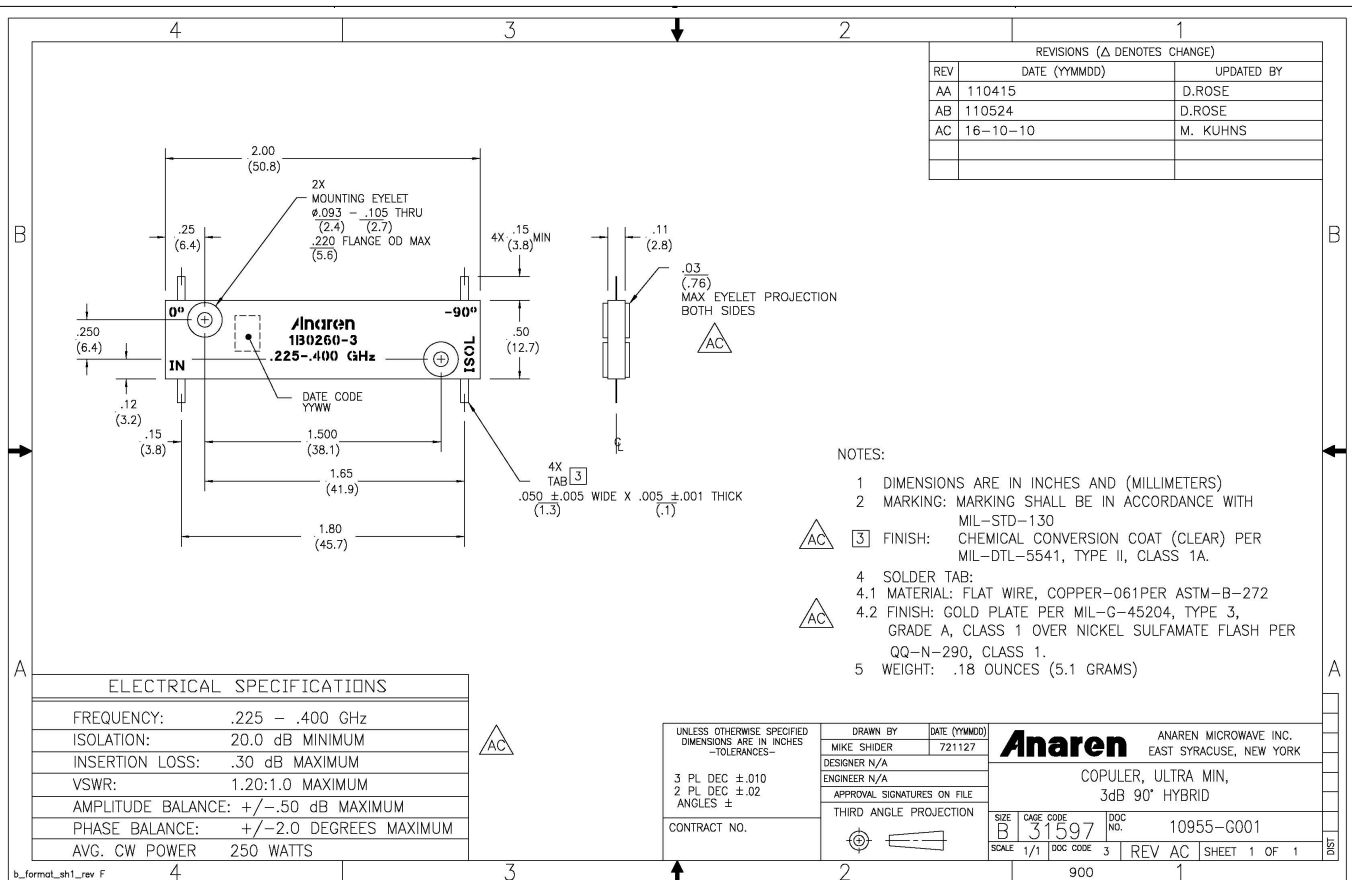 4 3 2 1
REVISIONS (△ DENOTES CHANGE)
REV DATE (YYMMDD) UPDATED BY
AA 110415 D.ROSE
AB 110524 D.ROSE
AC 16-10-10 M. KUHNS
B
B
2.00
(50.8)
2X
MOUNTING EYELET
ø.093 - .105 THRU
(2.4) (2.7)
.220 FLANGE OD MAX
(5.6)
.25
(6.4)
4X .15 MIN
(3.8)
.11
(2.8)
.03
(.76)
MAX EYELET PROJECTION
BOTH SIDES
AC
0°
-90°
Anaren
1B0260-3
.225-.400 GHz
IN
ISOL
.250
(6.4)
.50
(12.7)
.12
(3.2)
DATE CODE
YYWW
.15
(3.8)
1.500
(38.1)
1.65
(41.9)
1.80
(45.7)
℄
4X
TAB 3
.050 ±.005 WIDE X .005 ±.001 THICK
(1.3) (.1)
NOTES:
1 DIMENSIONS ARE IN INCHES AND (MILLIMETERS)
2 MARKING: MARKING SHALL BE IN ACCORDANCE WITH
MIL-STD-130
AC 3 FINISH: CHEMICAL CONVERSION COAT (CLEAR) PER
MIL-DTL-5541, TYPE II, CLASS 1A.
4 SOLDER TAB:
4.1 MATERIAL: FLAT WIRE, COPPER-061PER ASTM-B-272
AC 4.2 FINISH: GOLD PLATE PER MIL-G-45204, TYPE 3,
GRADE A, CLASS 1 OVER NICKEL SULFAMATE FLASH PER
QQ-N-290, CLASS 1.
5 WEIGHT: .18 OUNCES (5.1 GRAMS)
A
A
ELECTRICAL SPECIFICATIONS
FREQUENCY: .225 - .400 GHz
ISOLATION: 20.0 dB MINIMUM
INSERTION LOSS: .30 dB MAXIMUM
VSWR: 1.20:1.0 MAXIMUM
AMPLITUDE BALANCE: +/-.50 dB MAXIMUM
PHASE BALANCE: +/-2.0 DEGREES MAXIMUM
AVG. CW POWER 250 WATTS
AC
UNLESS OTHERWISE SPECIFIED
DIMENSIONS ARE IN INCHES
-TOLERANCES-
3 PL DEC ±.010
2 PL DEC ±.02
ANGLES ±
CONTRACT NO.
DRAWN BY DATE (YYMMDD)
MIKE SHIDER 721127
DESIGNER N/A
ENGINEER N/A
APPROVAL SIGNATURES ON FILE
THIRD ANGLE PROJECTION
Anaren
ANAREN MICROWAVE INC.
EAST SYRACUSE, NEW YORK
COPULER, ULTRA MIN,
3dB 90° HYBRID
SIZE B CAGE CODE 31597 DOC NO. 10955-G001
SCALE 1/1 DOC CODE 3 REV AC SHEET 1 OF 1
DIST
b_format_sh1_rev F
4 3 2 900 1